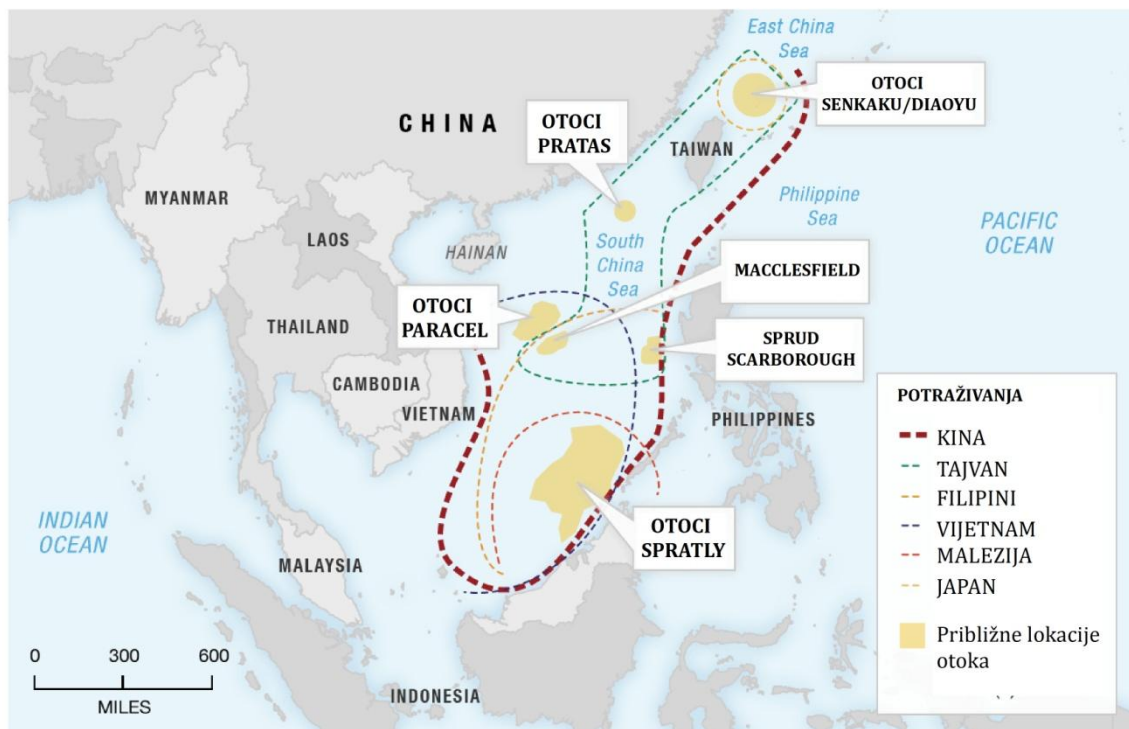 East China
Sea
OTOCI
SENKAKU/DIAOYU
CHINA
OTOCI
PRATAS
TAIWAN
MYANMAR
Philippine
Sea
PACIFIC
OCEAN
LAOS
HAINAN
South
China
Sea
MACCLESFIELD
OTOCI
PARACEL
THAILAND
SPRUD
SCARBOROUGH
CAMBODIA
VIETNAM
PHILIPPINES
POTRAŽIVANJA
KINA
TAJVAN
FILIPINI
VIJETNAM
MALEZIJA
JAPAN
Približne lokacije
otoka
INDIAN
OCEAN
OTOCI
SPRATLY
MALAYSIA
0 300 600
MILES
INDONESIA